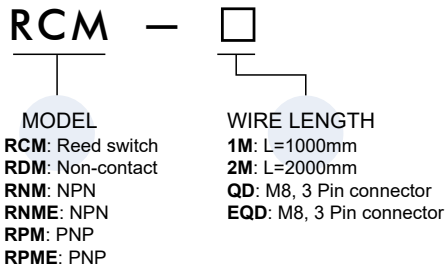 RCM – □
MODEL
RCM: Reed switch
RDM: Non-contact
RNM: NPN
RNME: NPN
RPM: PNP
RPME: PNP
WIRE LENGTH
1M: L=1000mm
2M: L=2000mm
QD: M8, 3 Pin connector
EQD: M8, 3 Pin connector